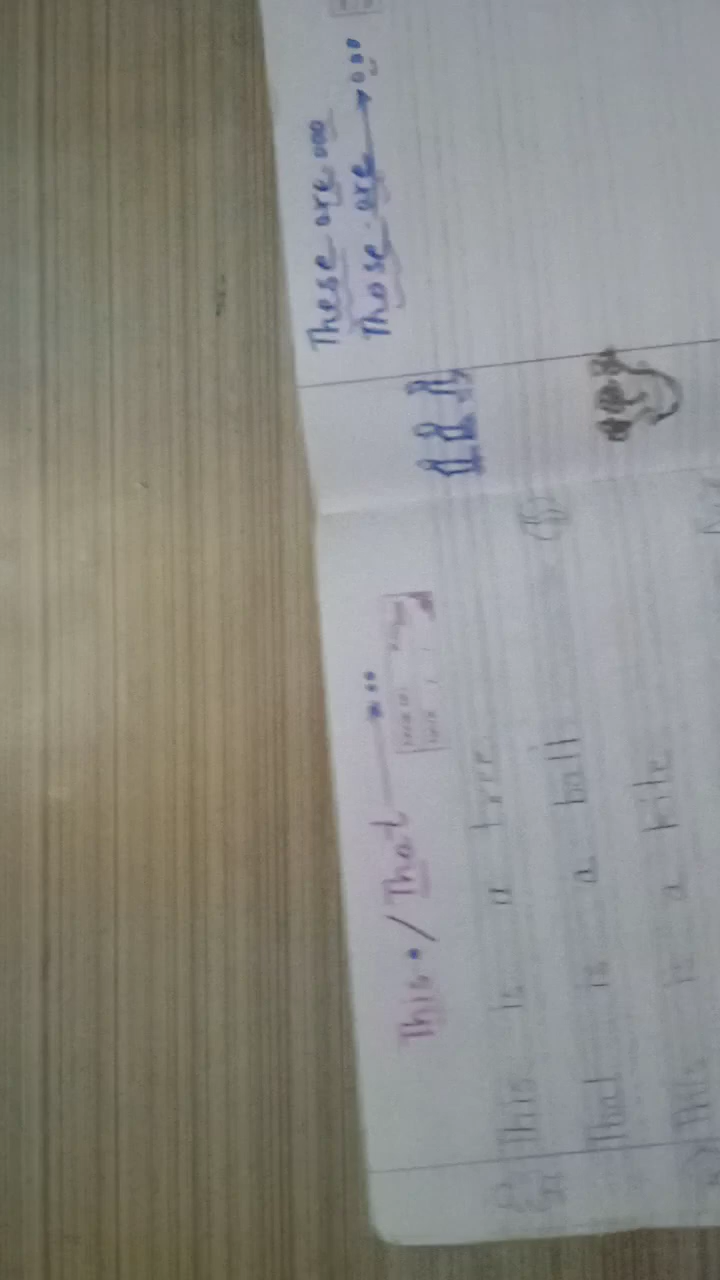 This • / That
This is a tree
That is a ball
This is a kite
These are
Those are